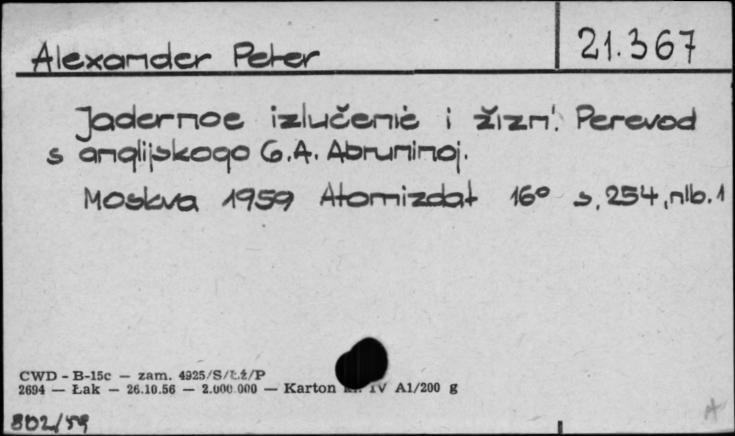 Alexander Peter 21.367
Jadernoe izlučenie i žizn'. Perevod
s anglijskogo G.A. Abruninoj.
Moskva 1959 Atomizdat 16° s, 254, nlb. 1
CWD - B-15c — zam. 4925/S/Łż/P
2694 — Łak — 26.10.56 — 2.000.000 — Karton IV A1/200 g
802/59
A